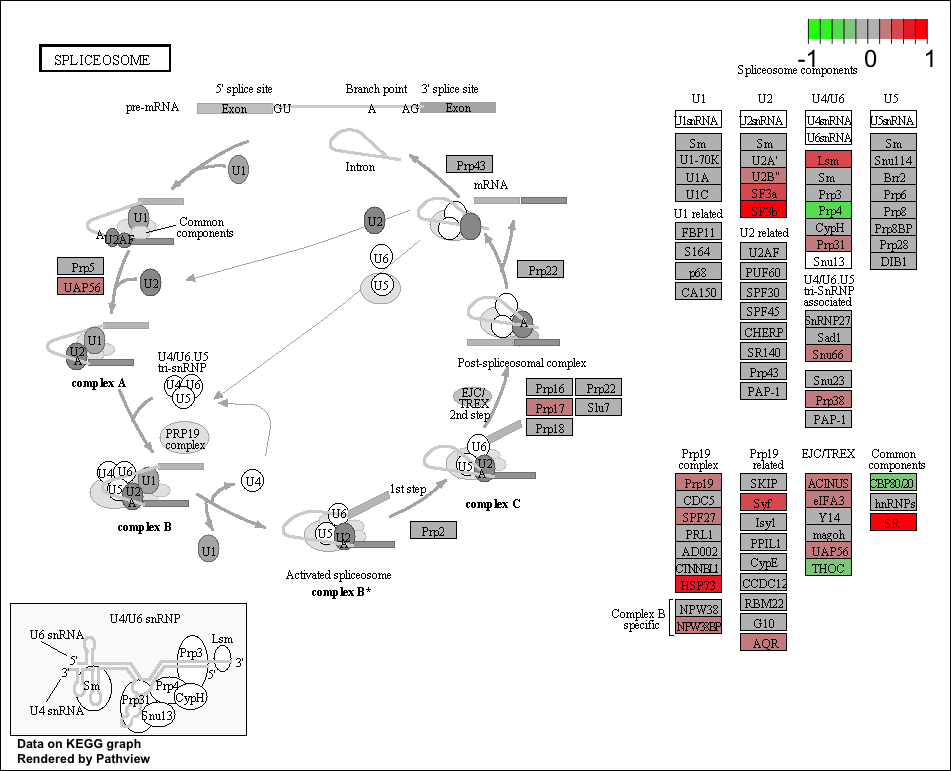 SPLICEOSOME
-1 0 1
Spliceosome components
5' splice site
Branch point
3' splice site
pre-mRNA
Exon
GU
A
AG
Exon
U1
Intron
Prp43
mRNA
U1
A
U2AF
Common
components
U2
U6
U5
Prp5
UAP56
U2
Prp22
U1
U2
A
complex A
U4/U6.U5
tri-snRNP
U4
U6
U5
A
Post-spliceosomal complex
PRP19
complex
EJC/
TREX
2nd step
Prp16
Prp22
Prp17
Slu7
Prp18
U4
U6
U5
U1
U2
A
complex B
U4
U1
U6
U5
U2
A
complex C
1st step
U6
U5
U2
A
Prp2
Activated spliceosome
complex B*
U1
U1snRNA
Sm
U1-70K
U1A
U1C
U1 related
FBP11
S164
p68
CA150
U2
U2snRNA
Sm
U2A'
U2B"
SF3a
SF3b
U2 related
U2AF
PUF60
SPF30
SPF45
CHERP
SR140
Prp43
PAP-1
U4/U6
U4snRNA
U6snRNA
Lsm
Sm
Prp3
Prp4
CypH
Prp31
Snu13
U4/U6.U5
tri-SnRNP
associated
SnRNP27
Sad1
Snu66
Snu23
Prp38
PAP-1
U5
U5snRNA
Sm
Snu114
Brr2
Prp6
Prp8
Prp8BP
Prp28
DIB1
Prp19
complex
Prp19
CDC5
SPF27
PRL1
AD002
CTNNBL1
HSP73
Complex B
specific
NPW38
NPW38BP
Prp19
related
SKIP
Syf
Isy1
PPIL1
CypE
CCDC12
RBM22
G10
AQR
EJC/TREX
ACINUS
eIFA3
Y14
magoh
UAP56
THOC
Common
components
CBP80/20
hnRNPs
SR
U4/U6 snRNP
U6 snRNA
5'
3'
U4 snRNA
Sm
Prp3
Lsm
3'
5'
Prp31
Prp4
CypH
Snu13
Data on KEGG graph
Rendered by Pathview